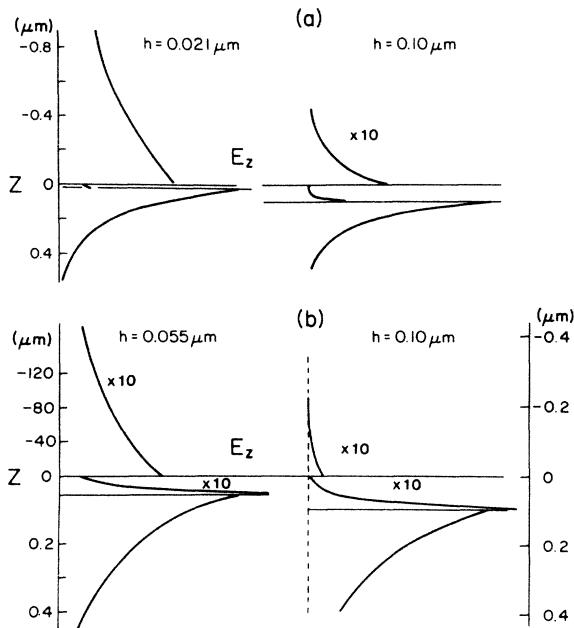 (μm) (a)
h = 0.021 μm h = 0.10 μm
-0.8
-0.4
x10
E_z
Z 0
0.4
(b) (μm)
(μm) h = 0.055 μm h = 0.10 μm -0.4
-120 x10
-80 -0.2
-40 E_z x10
Z 0 x10 x10 0
0.2 0.2
0.4 0.4